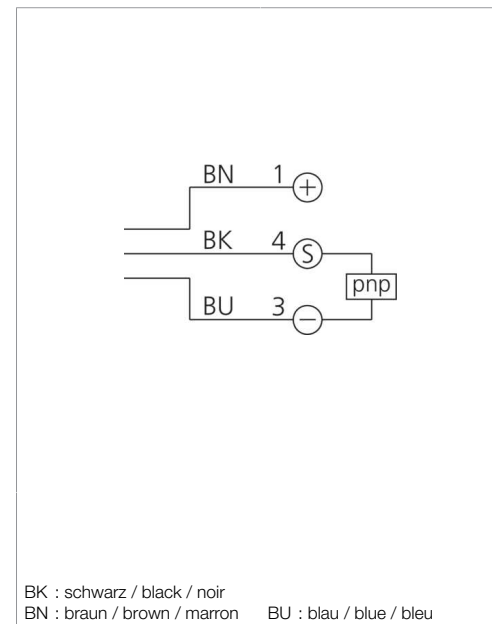 BN 1 +
BK 4 S
pnp
BU 3 −
BK : schwarz / black / noir
BN : braun / brown / marron BU : blau / blue / bleu